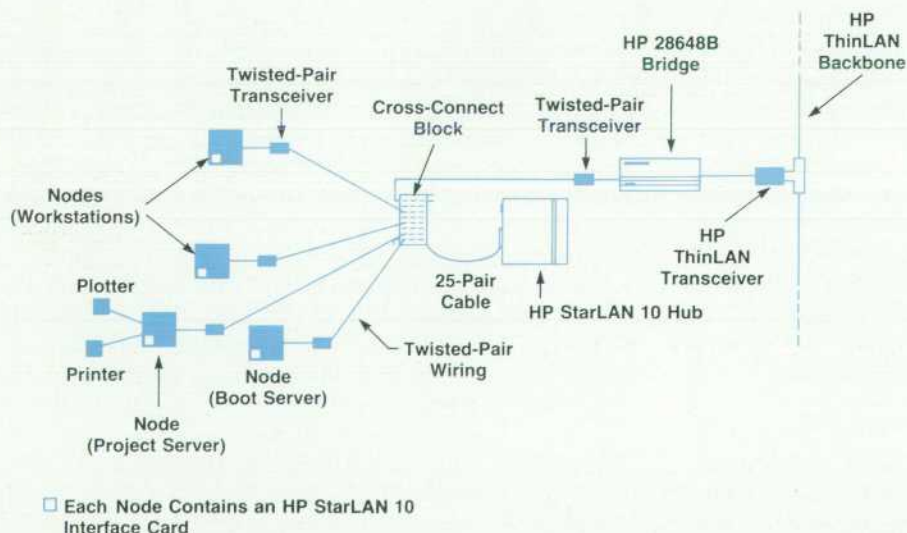 HP
ThinLAN
Backbone
HP 28648B
Bridge
Twisted-Pair
Transceiver
Cross-Connect
Block
Twisted-Pair
Transceiver
Nodes
(Workstations)
HP
ThinLAN
Transceiver
25-Pair
Cable
HP StarLAN 10 Hub
Plotter
Printer
Twisted-Pair
Wiring
Node
(Boot Server)
Node
(Project Server)
Each Node Contains an HP StarLAN 10
Interface Card